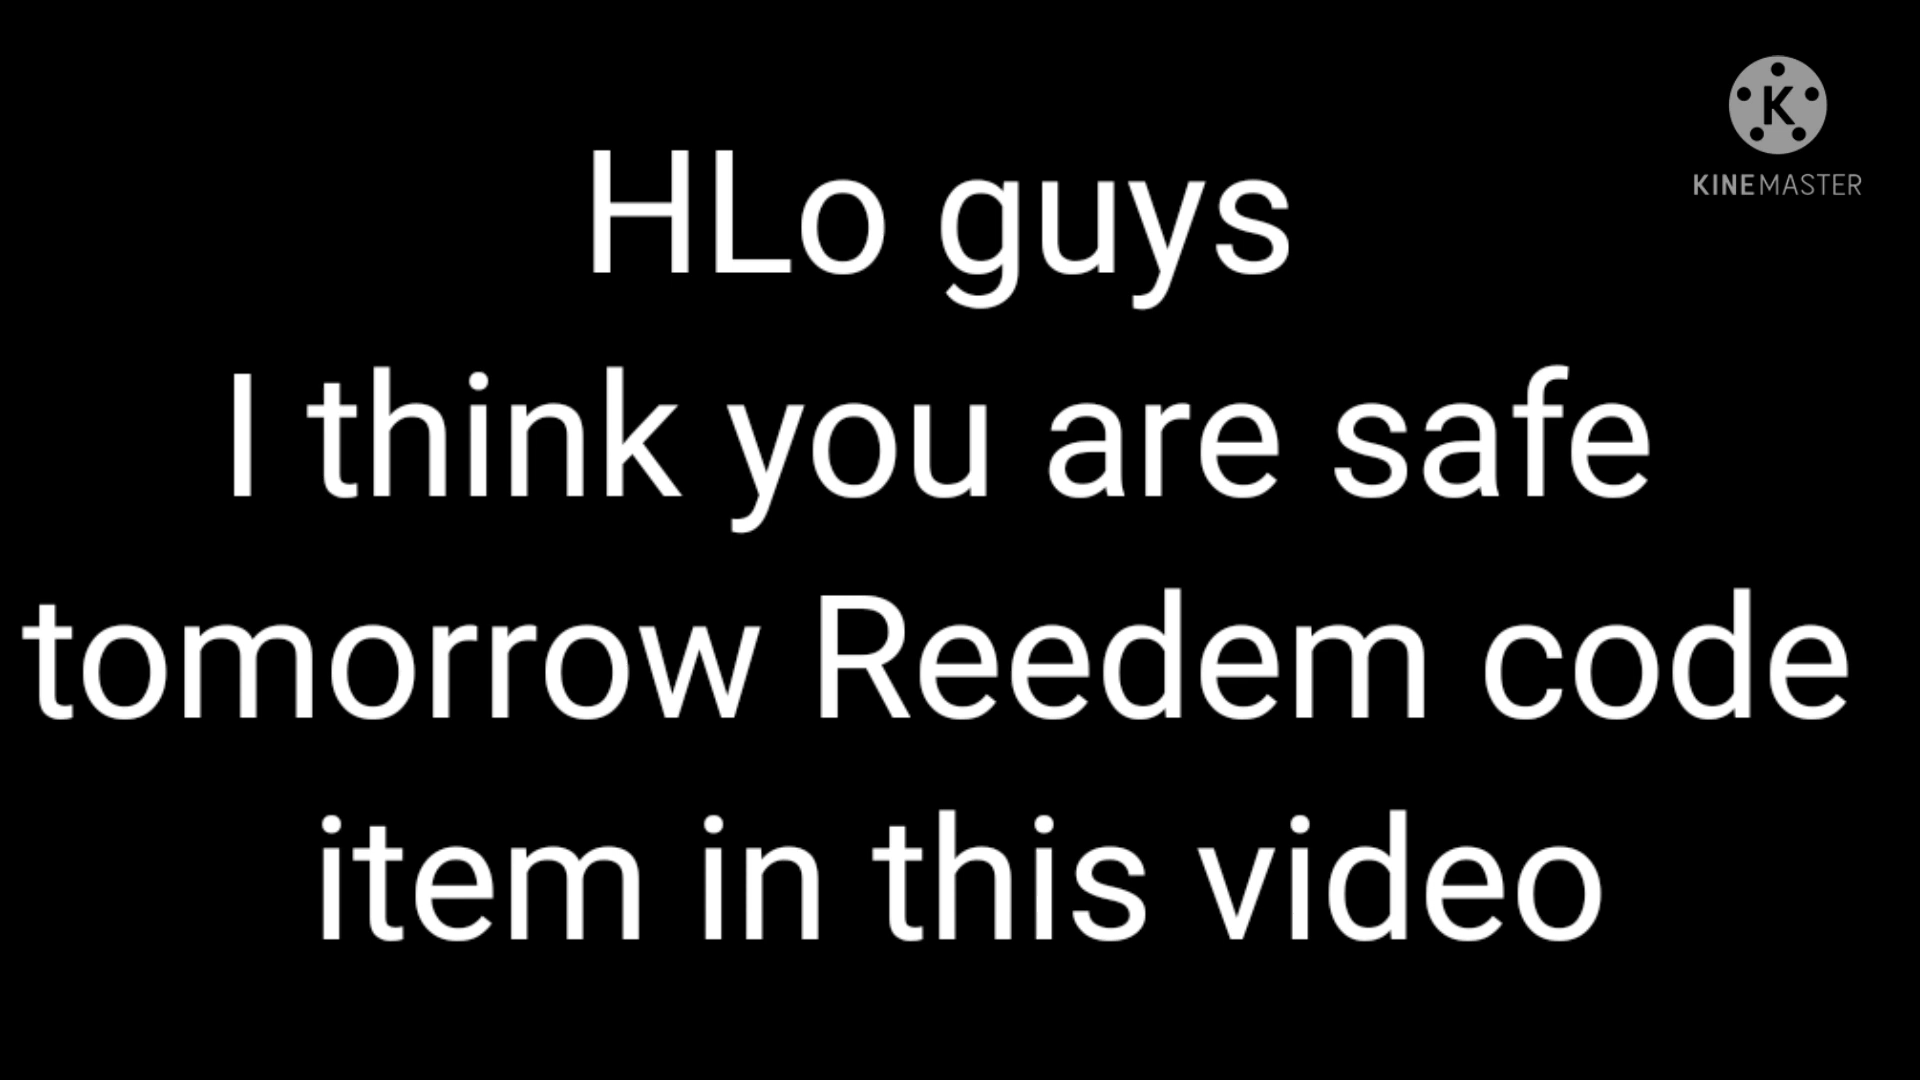 K
KINEMASTER
HLo guys
I think you are safe
tomorrow Reedem code
item in this video